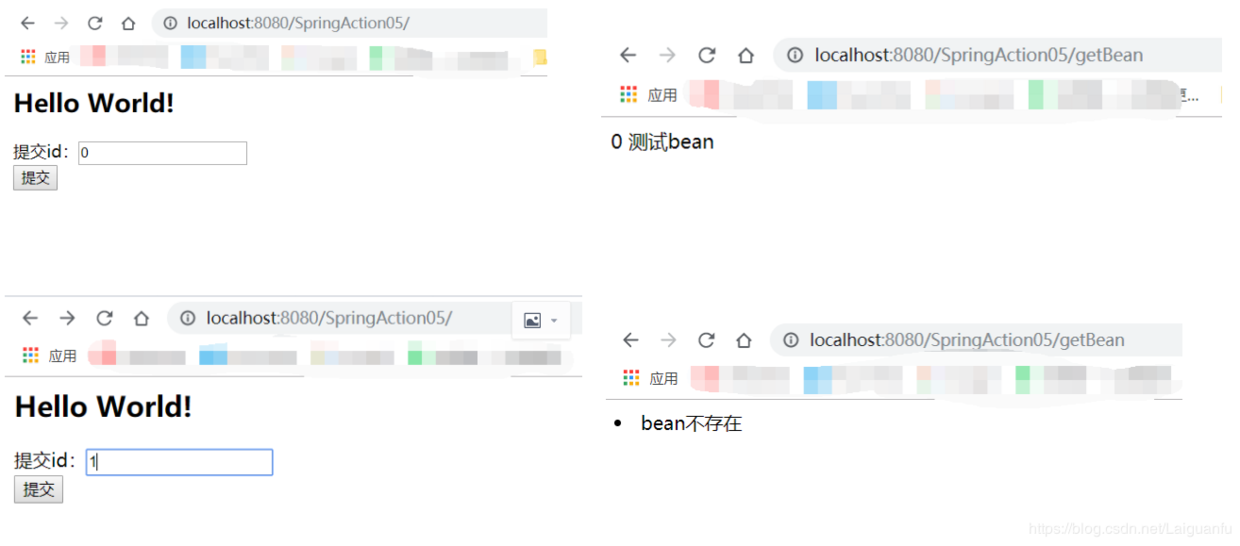 localhost:8080/SpringAction05/
应用
Hello World!
提交id: 0
提交
localhost:8080/SpringAction05/getBean
应用
更...
0 测试bean
localhost:8080/SpringAction05/
应用
Hello World!
提交id: 1
提交
localhost:8080/SpringAction05/getBean
应用
• bean不存在
https://blog.csdn.net/Laiguanfu